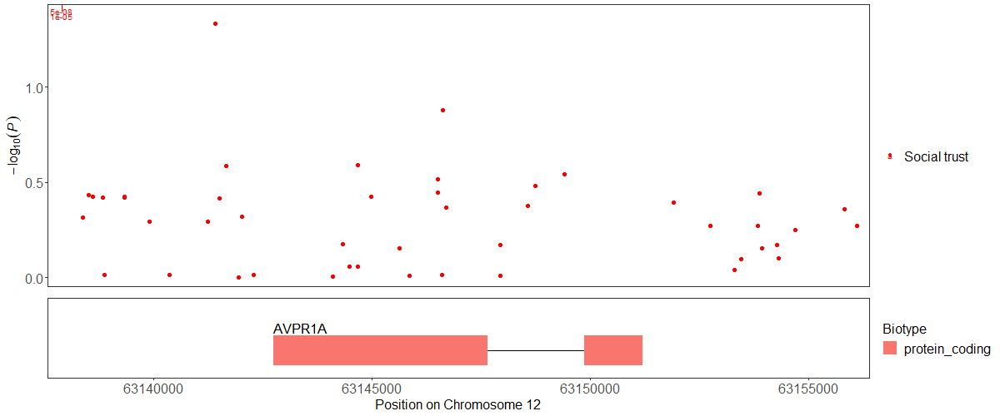 5e-08
1e-05
1.0
0.5
0.0
−log10(P)
Social trust
AVPR1A
Biotype
protein_coding
63140000 63145000 63150000 63155000
Position on Chromosome 12